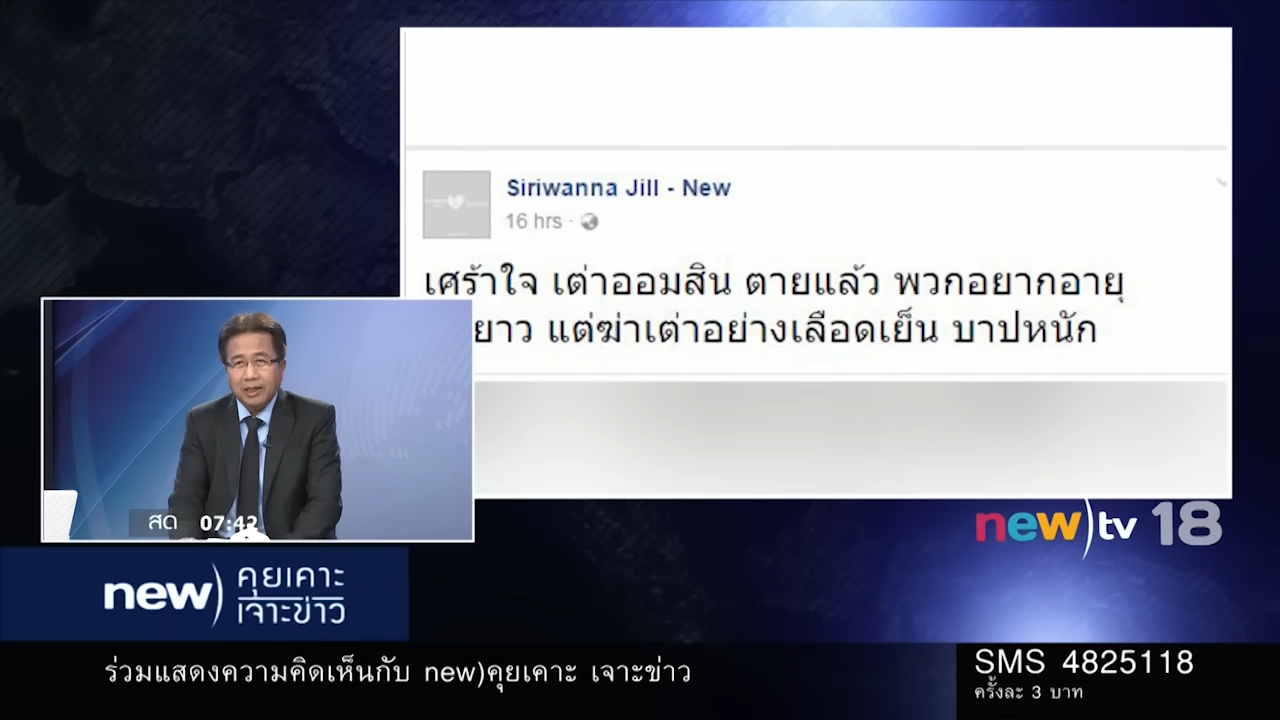 Siriwanna Jill - New
16 hrs ·
เศร้าใจ เต่าออมสิน ตายแล้ว พวกอยากอายุ
ยาว แต่ฆ่าเต่าอย่างเลือดเย็น บาปหนัก
สด 07:42
new)tv 18
new) คุยเคาะ
เจาะข่าว
ร่วมแสดงความคิดเห็นกับ new)คุยเคาะ เจาะข่าว
SMS 4825118
ครั้งละ 3 บาท